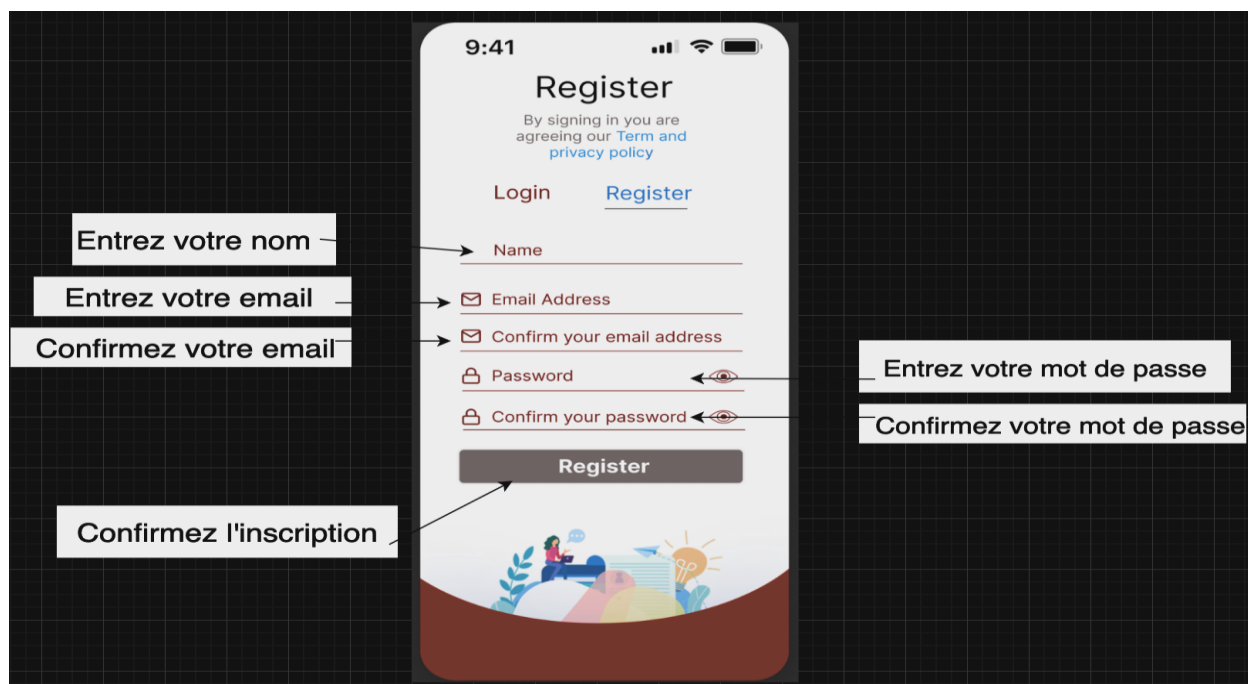 9:41
Register
By signing in you are
agreeing our Term and
privacy policy
Login Register
Entrez votre nom
Name
Entrez votre email
Email Address
Confirmez votre email
Confirm your email address
Password
Entrez votre mot de passe
Confirm your password
Confirmez votre mot de passe
Register
Confirmez l'inscription